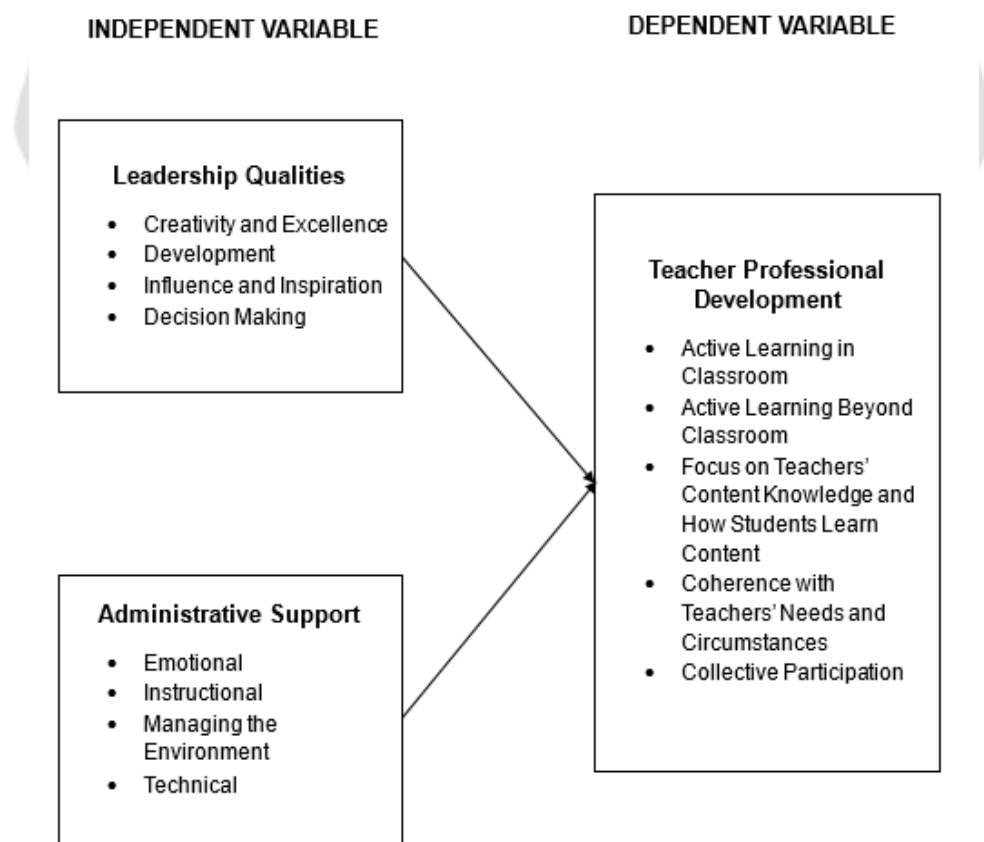 INDEPENDENT VARIABLE
DEPENDENT VARIABLE
Leadership Qualities
• Creativity and Excellence
• Development
• Influence and Inspiration
• Decision Making
Teacher Professional
Development
• Active Learning in
Classroom
• Active Learning Beyond
Classroom
• Focus on Teachers’
Content Knowledge and
How Students Learn
Content
• Coherence with
Teachers’ Needs and
Circumstances
• Collective Participation
Administrative Support
• Emotional
• Instructional
• Managing the
Environment
• Technical